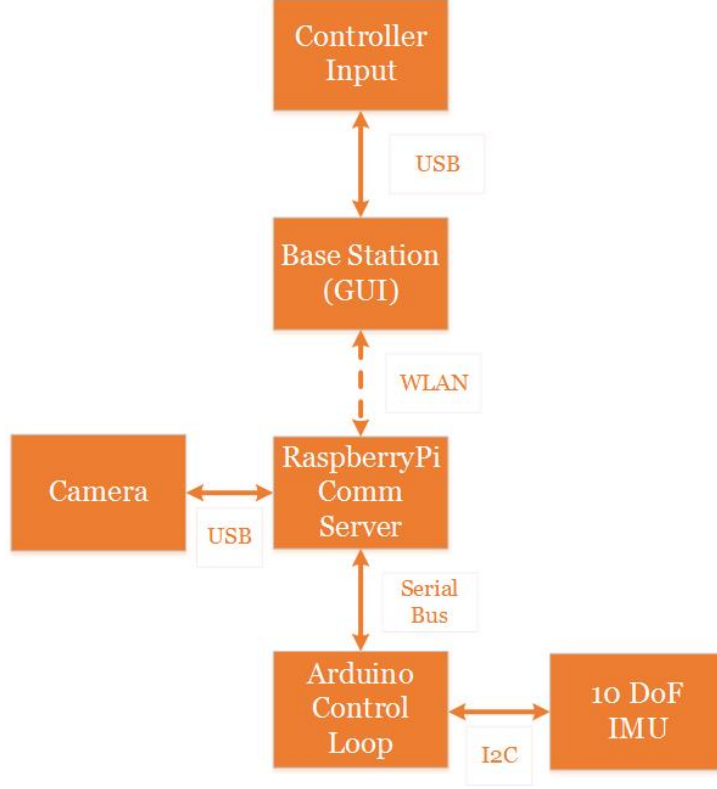 Controller
Input
USB
Base Station
(GUI)
WLAN
RaspberryPi
Comm
Server
Camera
USB
Serial
Bus
Arduino
Control
Loop
10 DoF
IMU
I2C